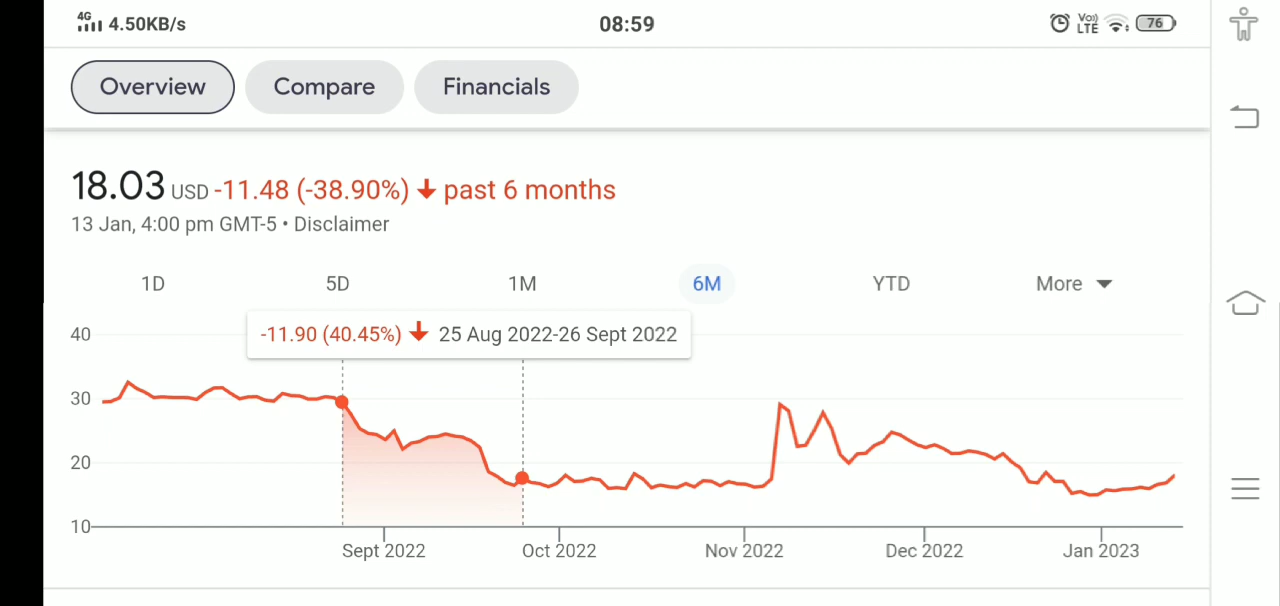 4G 4.50KB/s 08:59 Vo)) LTE 76
Overview Compare Financials
18.03 USD -11.48 (-38.90%) past 6 months
13 Jan, 4:00 pm GMT-5 • Disclaimer
1D 5D 1M 6M YTD More
-11.90 (40.45%) 25 Aug 2022-26 Sept 2022
40
30
20
10
Sept 2022 Oct 2022 Nov 2022 Dec 2022 Jan 2023